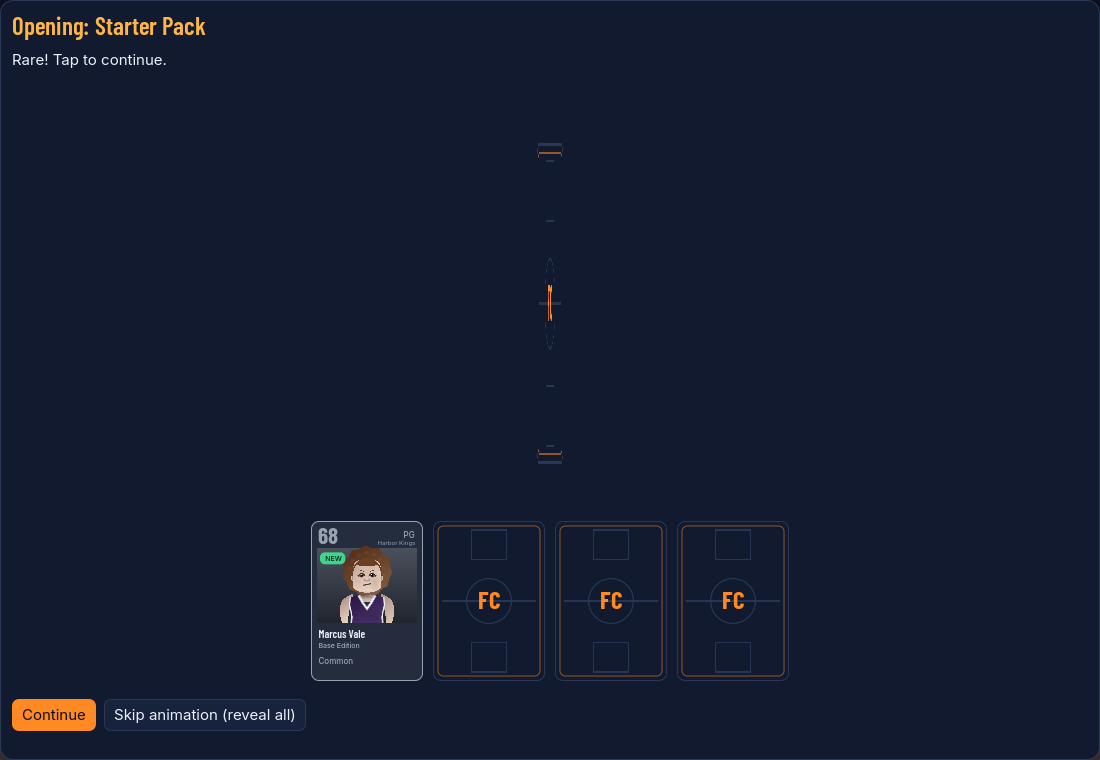 Opening: Starter Pack
Rare! Tap to continue.
68
PG
Harbor Kings
NEW
Marcus Vale
Base Edition
Common
FC
FC
FC
Continue
Skip animation (reveal all)